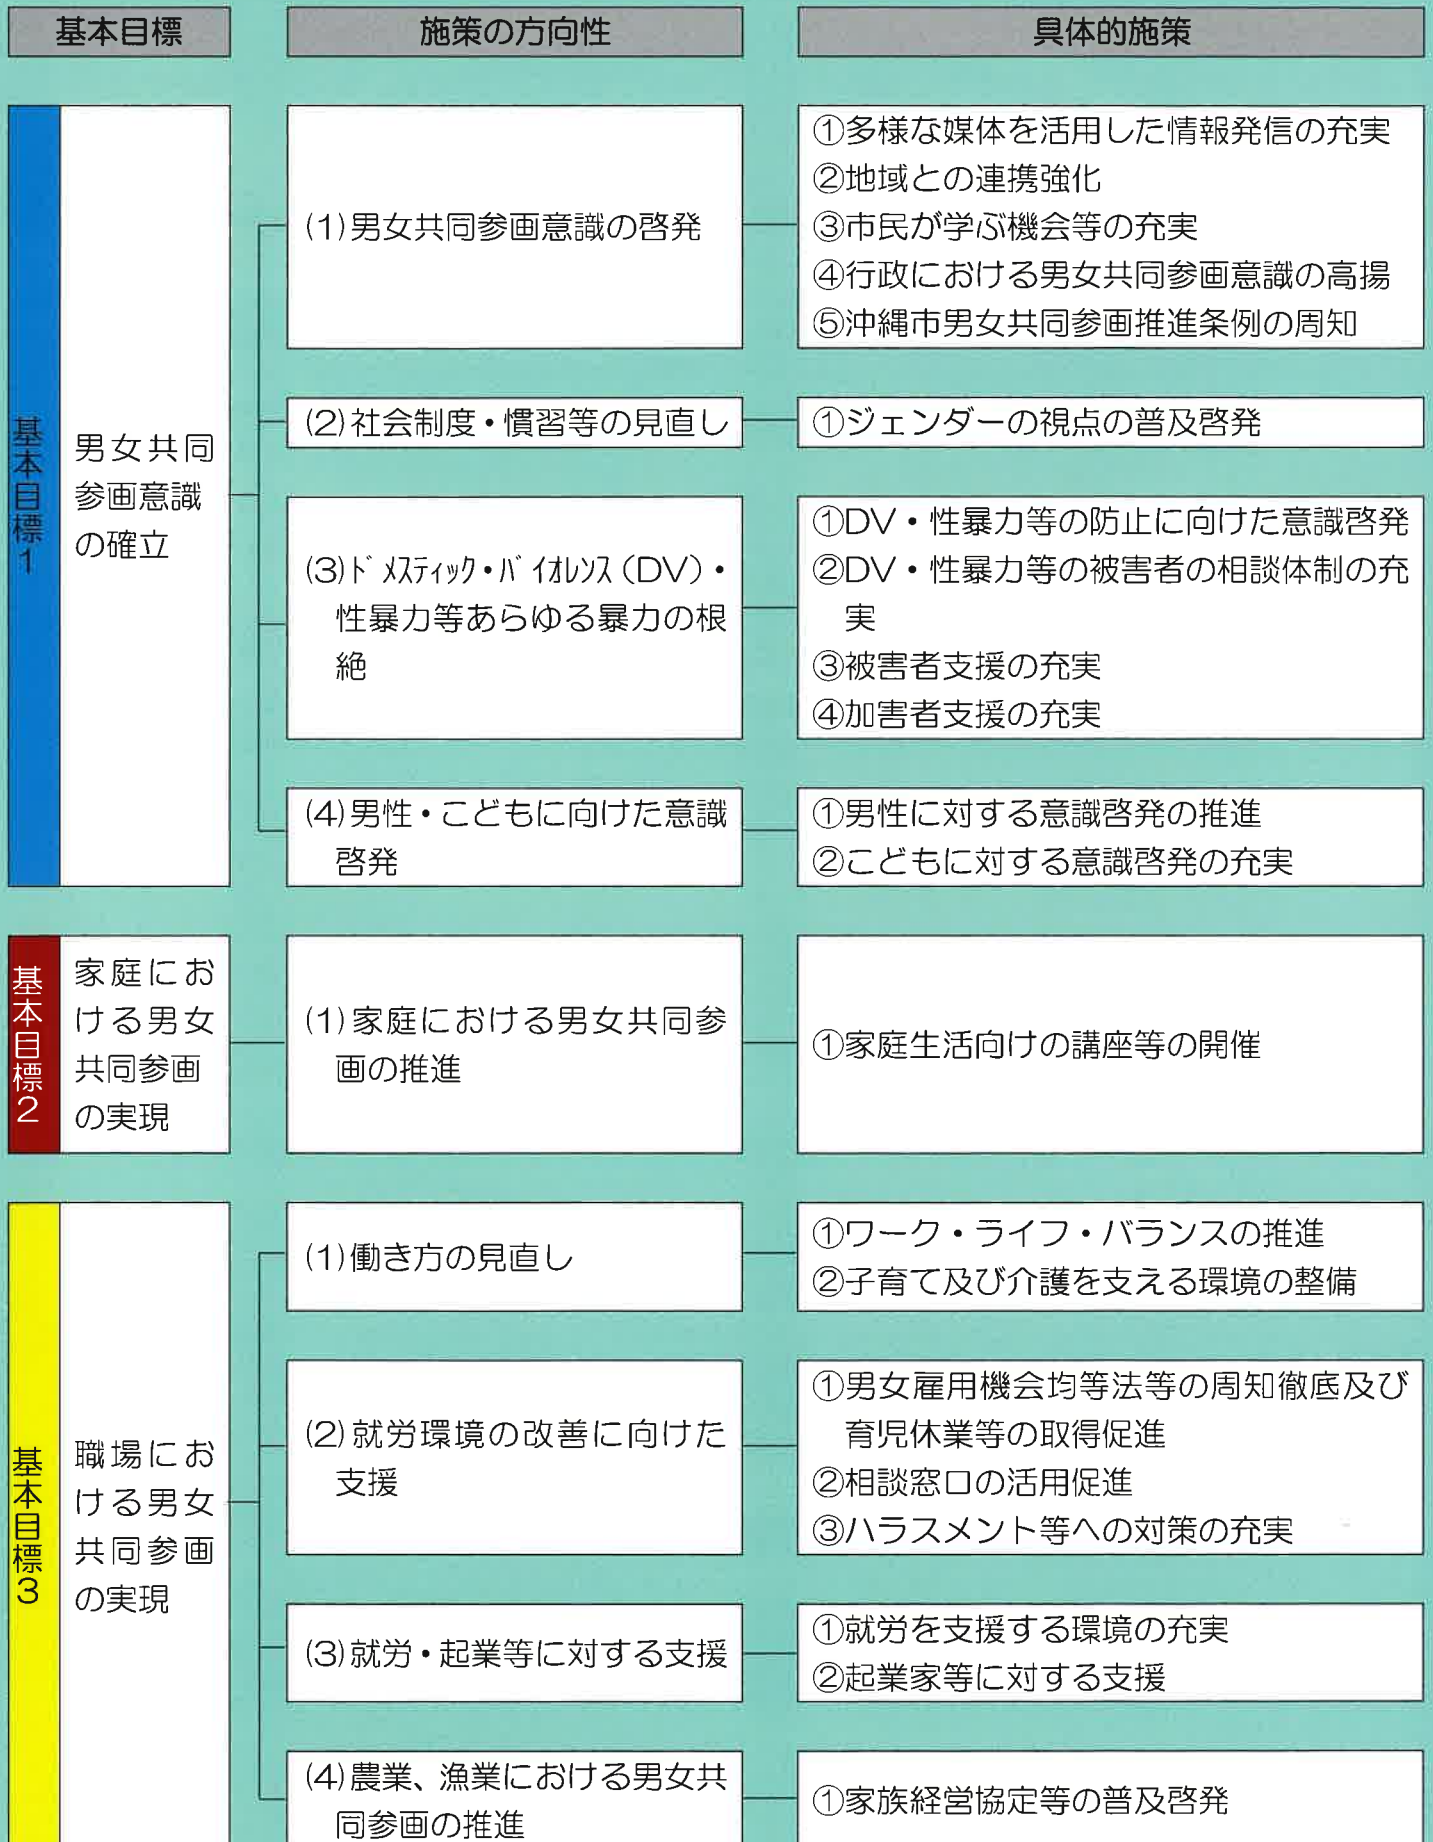 基本目標
施策の方向性
具体的施策
基本目標1
男女共同
参画意識
の確立
(1)男女共同参画意識の啓発
①多様な媒体を活用した情報発信の充実
②地域との連携強化
③市民が学ぶ機会等の充実
④行政における男女共同参画意識の高揚
⑤沖縄市男女共同参画推進条例の周知
(2)社会制度・慣習等の見直し
①ジェンダーの視点の普及啓発
(3)ドメスティック・バイオレンス（DV）・
性暴力等あらゆる暴力の根
絶
①DV・性暴力等の防止に向けた意識啓発
②DV・性暴力等の被害者の相談体制の充
実
③被害者支援の充実
④加害者支援の充実
(4)男性・こどもに向けた意識
啓発
①男性に対する意識啓発の推進
②こどもに対する意識啓発の充実
基本目標2
家庭にお
ける男女
共同参画
の実現
(1)家庭における男女共同参
画の推進
①家庭生活向けの講座等の開催
基本目標3
職場にお
ける男女
共同参画
の実現
(1)働き方の見直し
①ワーク・ライフ・バランスの推進
②子育て及び介護を支える環境の整備
(2)就労環境の改善に向けた
支援
①男女雇用機会均等法等の周知徹底及び
育児休業等の取得促進
②相談窓口の活用促進
③ハラスメント等への対策の充実
(3)就労・起業等に対する支援
①就労を支援する環境の充実
②起業家等に対する支援
(4)農業、漁業における男女共
同参画の推進
①家族経営協定等の普及啓発